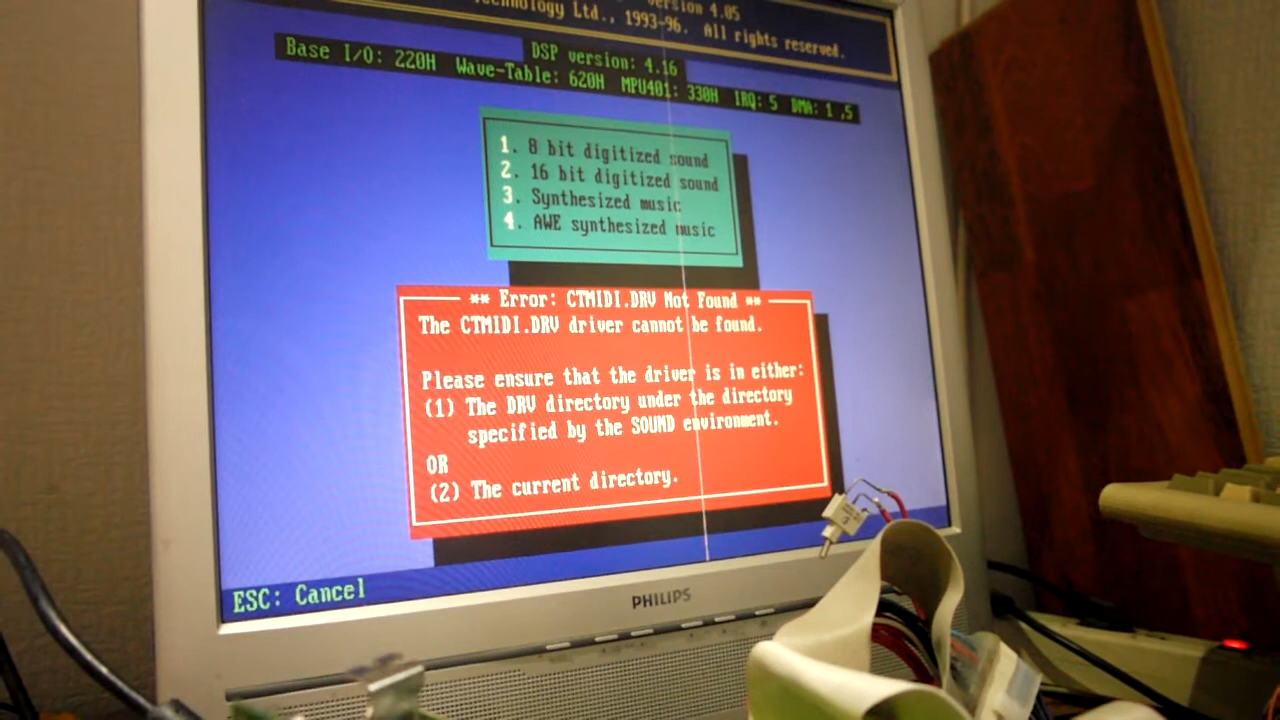 version 4.05
Technology Ltd., 1993-96. All rights reserved.
DSP version: 4.16
Base I/O: 220H Wave-Table: 620H MPU401: 330H IRQ: 5 DMA: 1 ,5
1. 8 bit digitized sound
2. 16 bit digitized sound
3. Synthesized music
4. AWE synthesized music
** Error: CTMIDI.DRV Not Found **
The CTMIDI.DRV driver cannot be found.
Please ensure that the driver is in either:
(1) The DRV directory under the directory
specified by the SOUND environment.
OR
(2) The current directory.
ESC: Cancel
PHILIPS